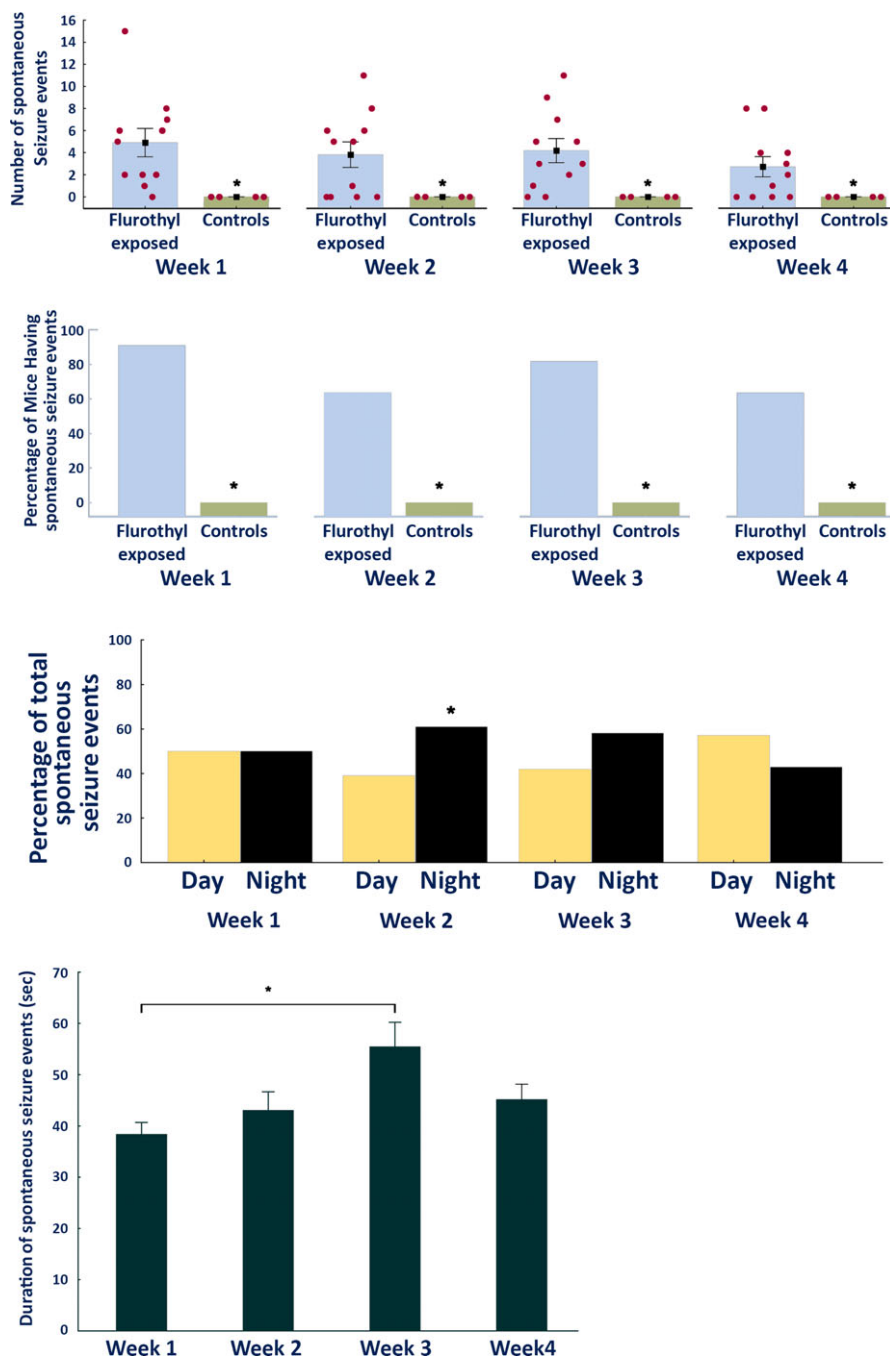 Number of spontaneous
Seizure events
16
14
12
10
8
6
4
2
0
*
*
*
*
Flurothyl
exposed
Controls
Flurothyl
exposed
Controls
Flurothyl
exposed
Controls
Flurothyl
exposed
Controls
Week 1
Week 2
Week 3
Week 4
Percentage of Mice Having
spontaneous seizure events
100
80
60
40
20
0
*
*
*
*
Flurothyl
exposed
Controls
Flurothyl
exposed
Controls
Flurothyl
exposed
Controls
Flurothyl
exposed
Controls
Week 1
Week 2
Week 3
Week 4
Percentage of total
spontaneous
seizure events
100
80
60
40
20
0
*
Day Night Day Night Day Night Day Night
Week 1
Week 2
Week 3
Week 4
Duration of spontaneous seizure events (sec)
70
60
50
40
30
20
10
0
*
Week 1 Week 2 Week 3 Week4